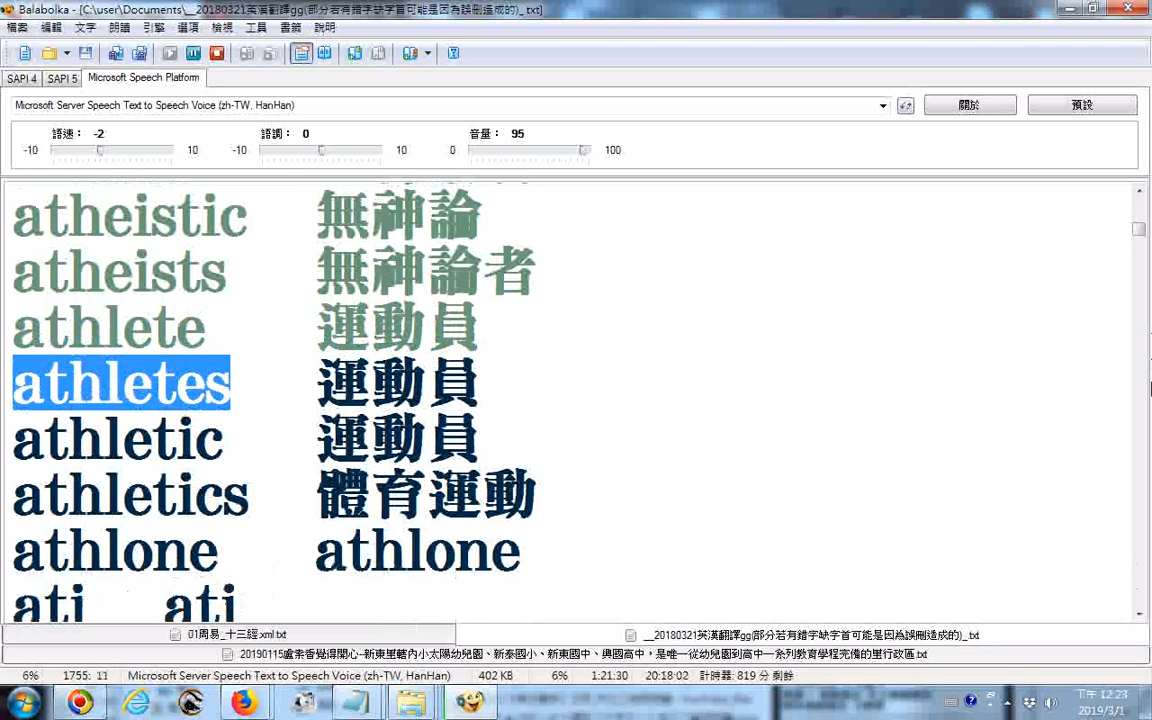 Balabolka - [C:\user\Documents\__20180321英漢翻譯gg(部分若有錯字缺字首可能是因為誤刪造成的)_txt]
檔案 編輯 文字 朗讀 引擎 選項 檢視 工具 書籤 說明
SAPI 4 SAPI 5 Microsoft Speech Platform
Microsoft Server Speech Text to Speech Voice (zh-TW, HanHan) 關於 預設
語速： -2 語調： 0 音量： 95
-10 10 -10 10 0 100
atheistic 無神論
atheists 無神論者
athlete 運動員
athletes 運動員
athletic 運動員
athletics 體育運動
athlone athlone
ati ati
01周易_十三經.xml.txt __20180321英漢翻譯gg(部分若有錯字缺字首可能是因為誤刪造成的)_.txt
20190115盧素香覺得關心-新東里轄內小太陽幼兒園、新泰國小、新東國中、興國高中，是唯一從幼兒園到高中一系列教育學程完備的里行政區.txt
6% 1755: 11 Microsoft Server Speech Text to Speech Voice (zh-TW, HanHan) 402 KB 6% 1:21:30 20:18:02 計時器: 819 分 剩餘
下午 12:23
2019/3/1